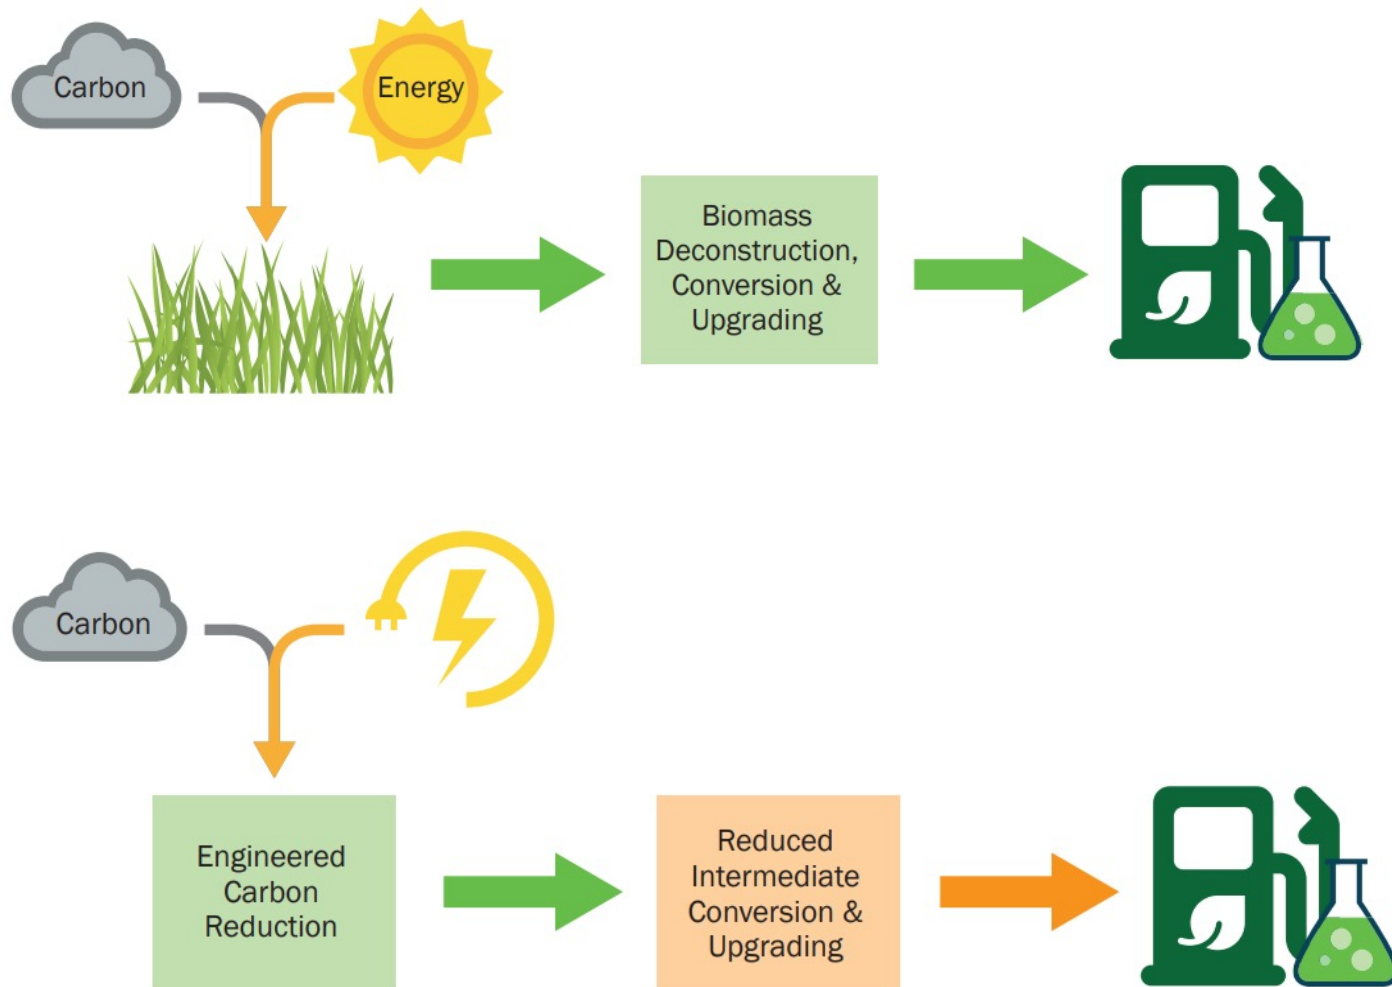 Carbon
Energy
Biomass
Deconstruction,
Conversion &
Upgrading
Carbon
Engineered
Carbon
Reduction
Reduced
Intermediate
Conversion &
Upgrading